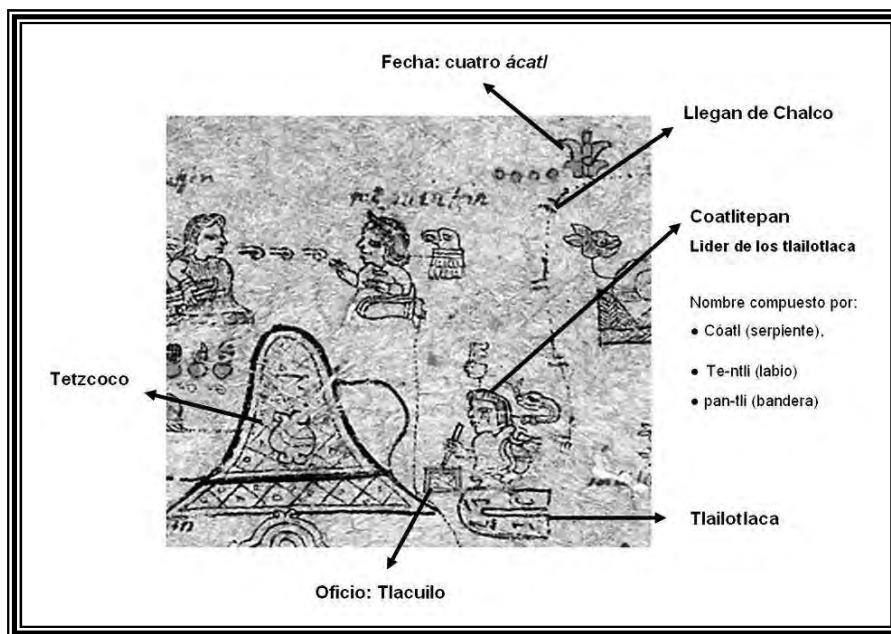 Fecha: cuatro ácatl
Llegan de Chalco
Coatlitepan
Lider de los tlailotlaca
Nombre compuesto por:
● Cóatl (serpiente),
● Te-ntli (labio)
● pan-tli (bandera)
Tetzcoco
Tlailotlaca
Oficio: Tlacuilo